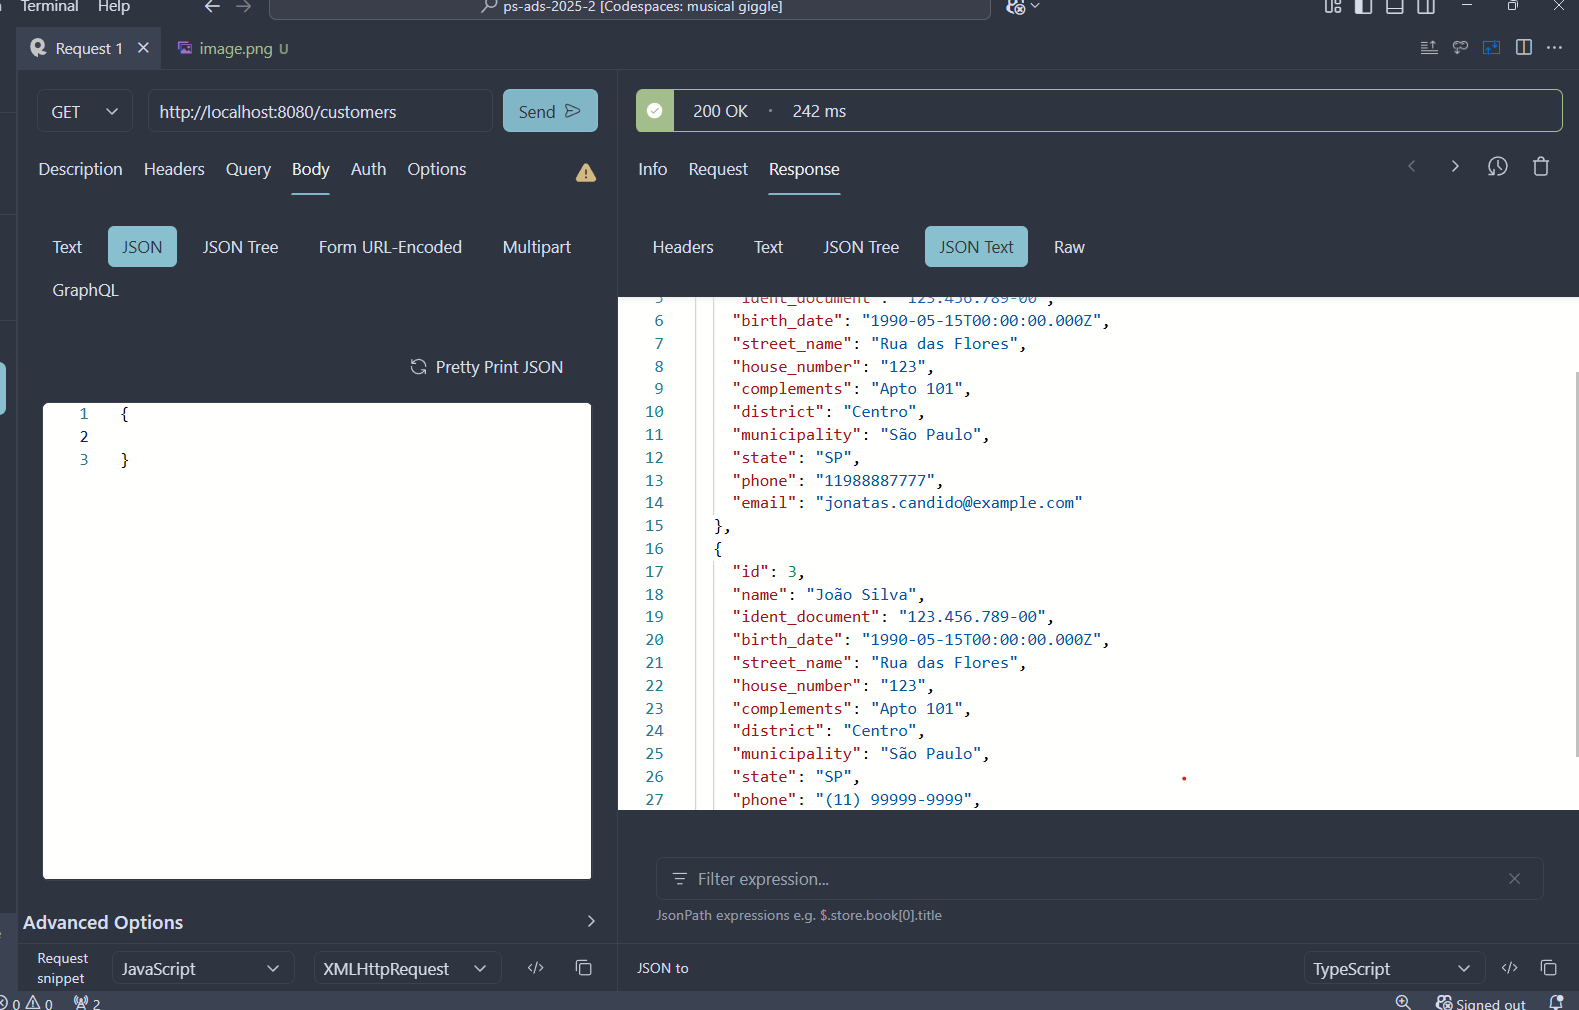 Terminal Help
ps-ads-2025-2 [Codespaces: musical giggle]
Request 1
image.png U
GET
http://localhost:8080/customers
Send
Description Headers Query Body Auth Options
Text JSON JSON Tree Form URL-Encoded Multipart
GraphQL
Pretty Print JSON
1 {
2
3 }
Advanced Options
Request snippet
JavaScript
XMLHttpRequest
200 OK · 242 ms
Info Request Response
Headers Text JSON Tree JSON Text Raw
5 "ident_document": "123.456.789-00",
6 "birth_date": "1990-05-15T00:00:00.000Z",
7 "street_name": "Rua das Flores",
8 "house_number": "123",
9 "complements": "Apto 101",
10 "district": "Centro",
11 "municipality": "São Paulo",
12 "state": "SP",
13 "phone": "11988887777",
14 "email": "jonatas.candido@example.com"
15 },
16 {
17 "id": 3,
18 "name": "João Silva",
19 "ident_document": "123.456.789-00",
20 "birth_date": "1990-05-15T00:00:00.000Z",
21 "street_name": "Rua das Flores",
22 "house_number": "123",
23 "complements": "Apto 101",
24 "district": "Centro",
25 "municipality": "São Paulo",
26 "state": "SP",
27 "phone": "(11) 99999-9999",
Filter expression...
JsonPath expressions e.g. $.store.book[0].title
JSON to
TypeScript
0 0 2
Signed out